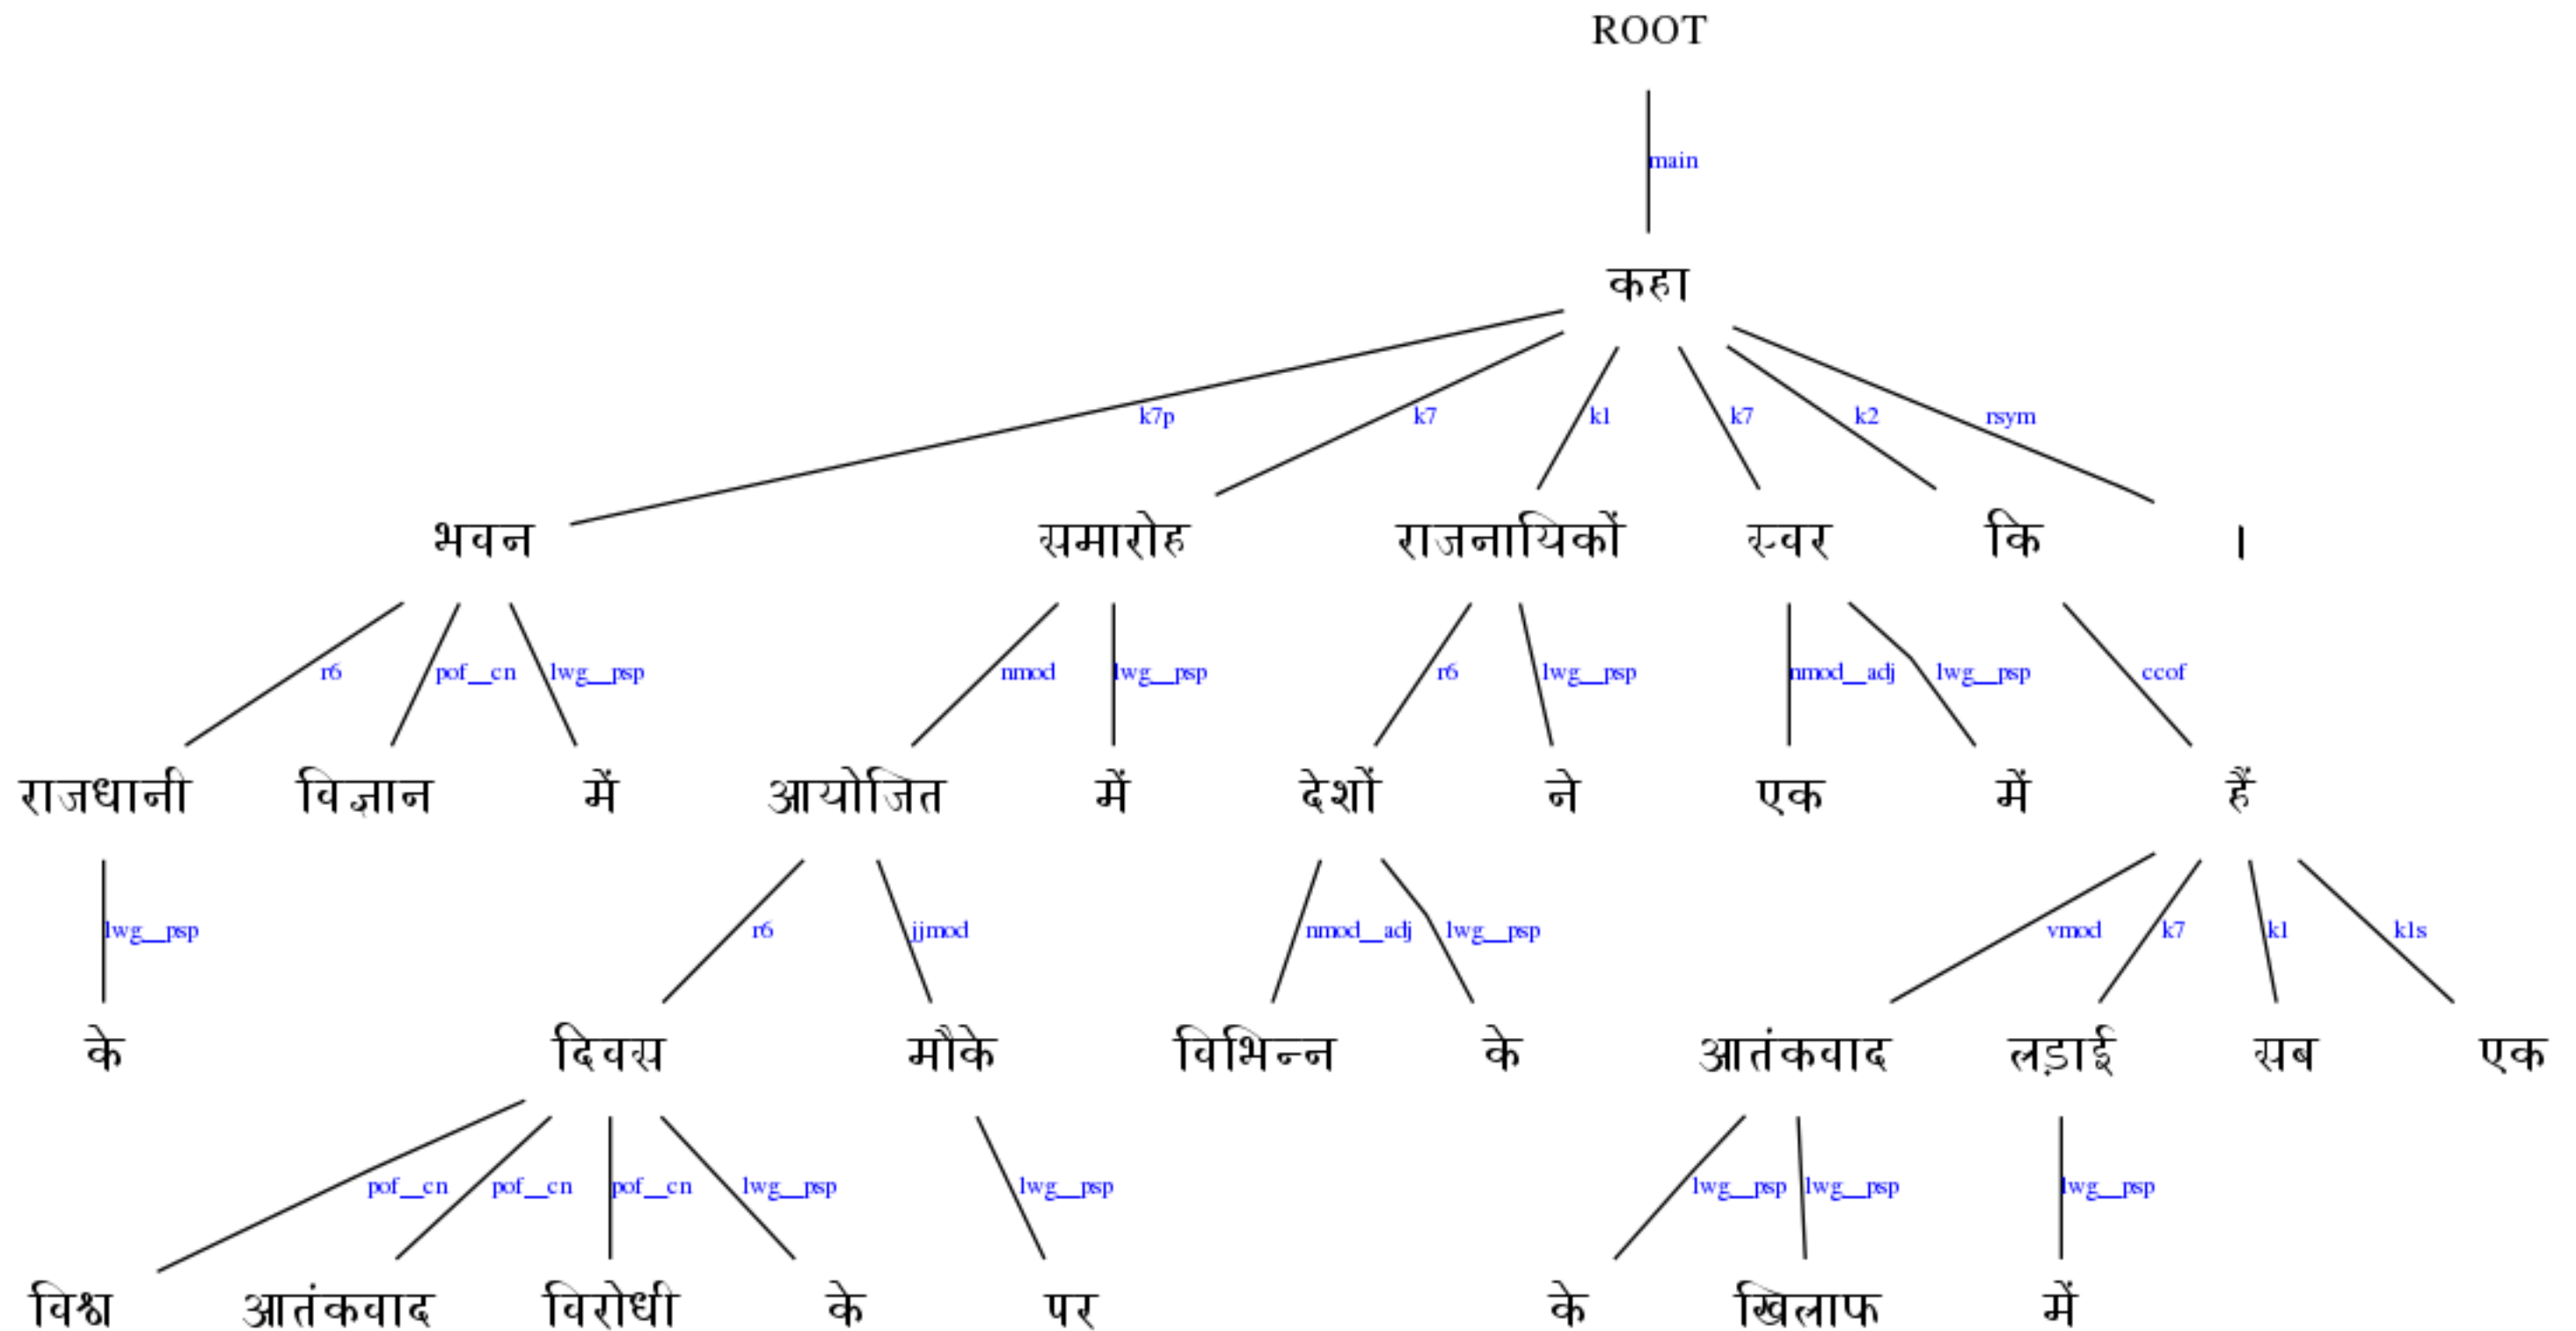 ROOT
main
कहा
k7p k7 k1 k7 k2 rsym
भवन समारोह राजनायिकों स्वर कि ।
r6 pof__cn lwg__psp nmod lwg__psp r6 lwg__psp nmod__adj lwg__psp ccof
राजधानी विज्ञान में आयोजित में देशों ने एक में हैं
lwg__psp r6 jjmod nmod__adj lwg__psp vmod k7 k1 k1s
के दिवस मौके विभिन्न के आतंकवाद लड़ाई सब एक
pof__cn pof__cn pof__cn lwg__psp lwg__psp lwg__psp lwg__psp lwg__psp
विश्व आतंकवाद विरोधी के पर के खिलाफ में